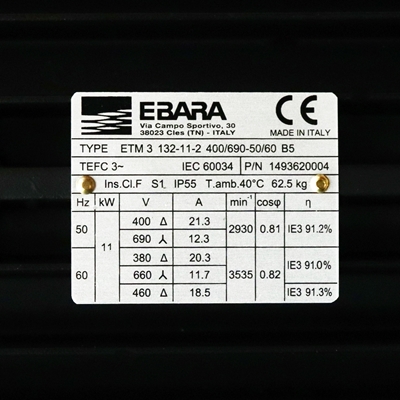 EBARA
Via Campo Sportivo, 30
38023 Cles (TN) - ITALY
CE
MADE IN ITALY
TYPE ETM 3 132-11-2 400/690-50/60 B5
TEFC 3~ IEC 60034 P/N 1493620004
Ins.Cl.F S1 IP55 T.amb.40°C 62.5 kg
Hz kW V A min⁻¹ cosφ η
50 11 400 Δ 21.3 2930 0.81 IE3 91.2%
690 ⅄ 12.3
60 380 Δ 20.3 3535 0.82 IE3 91.0%
660 ⅄ 11.7
460 Δ 18.5 IE3 91.3%